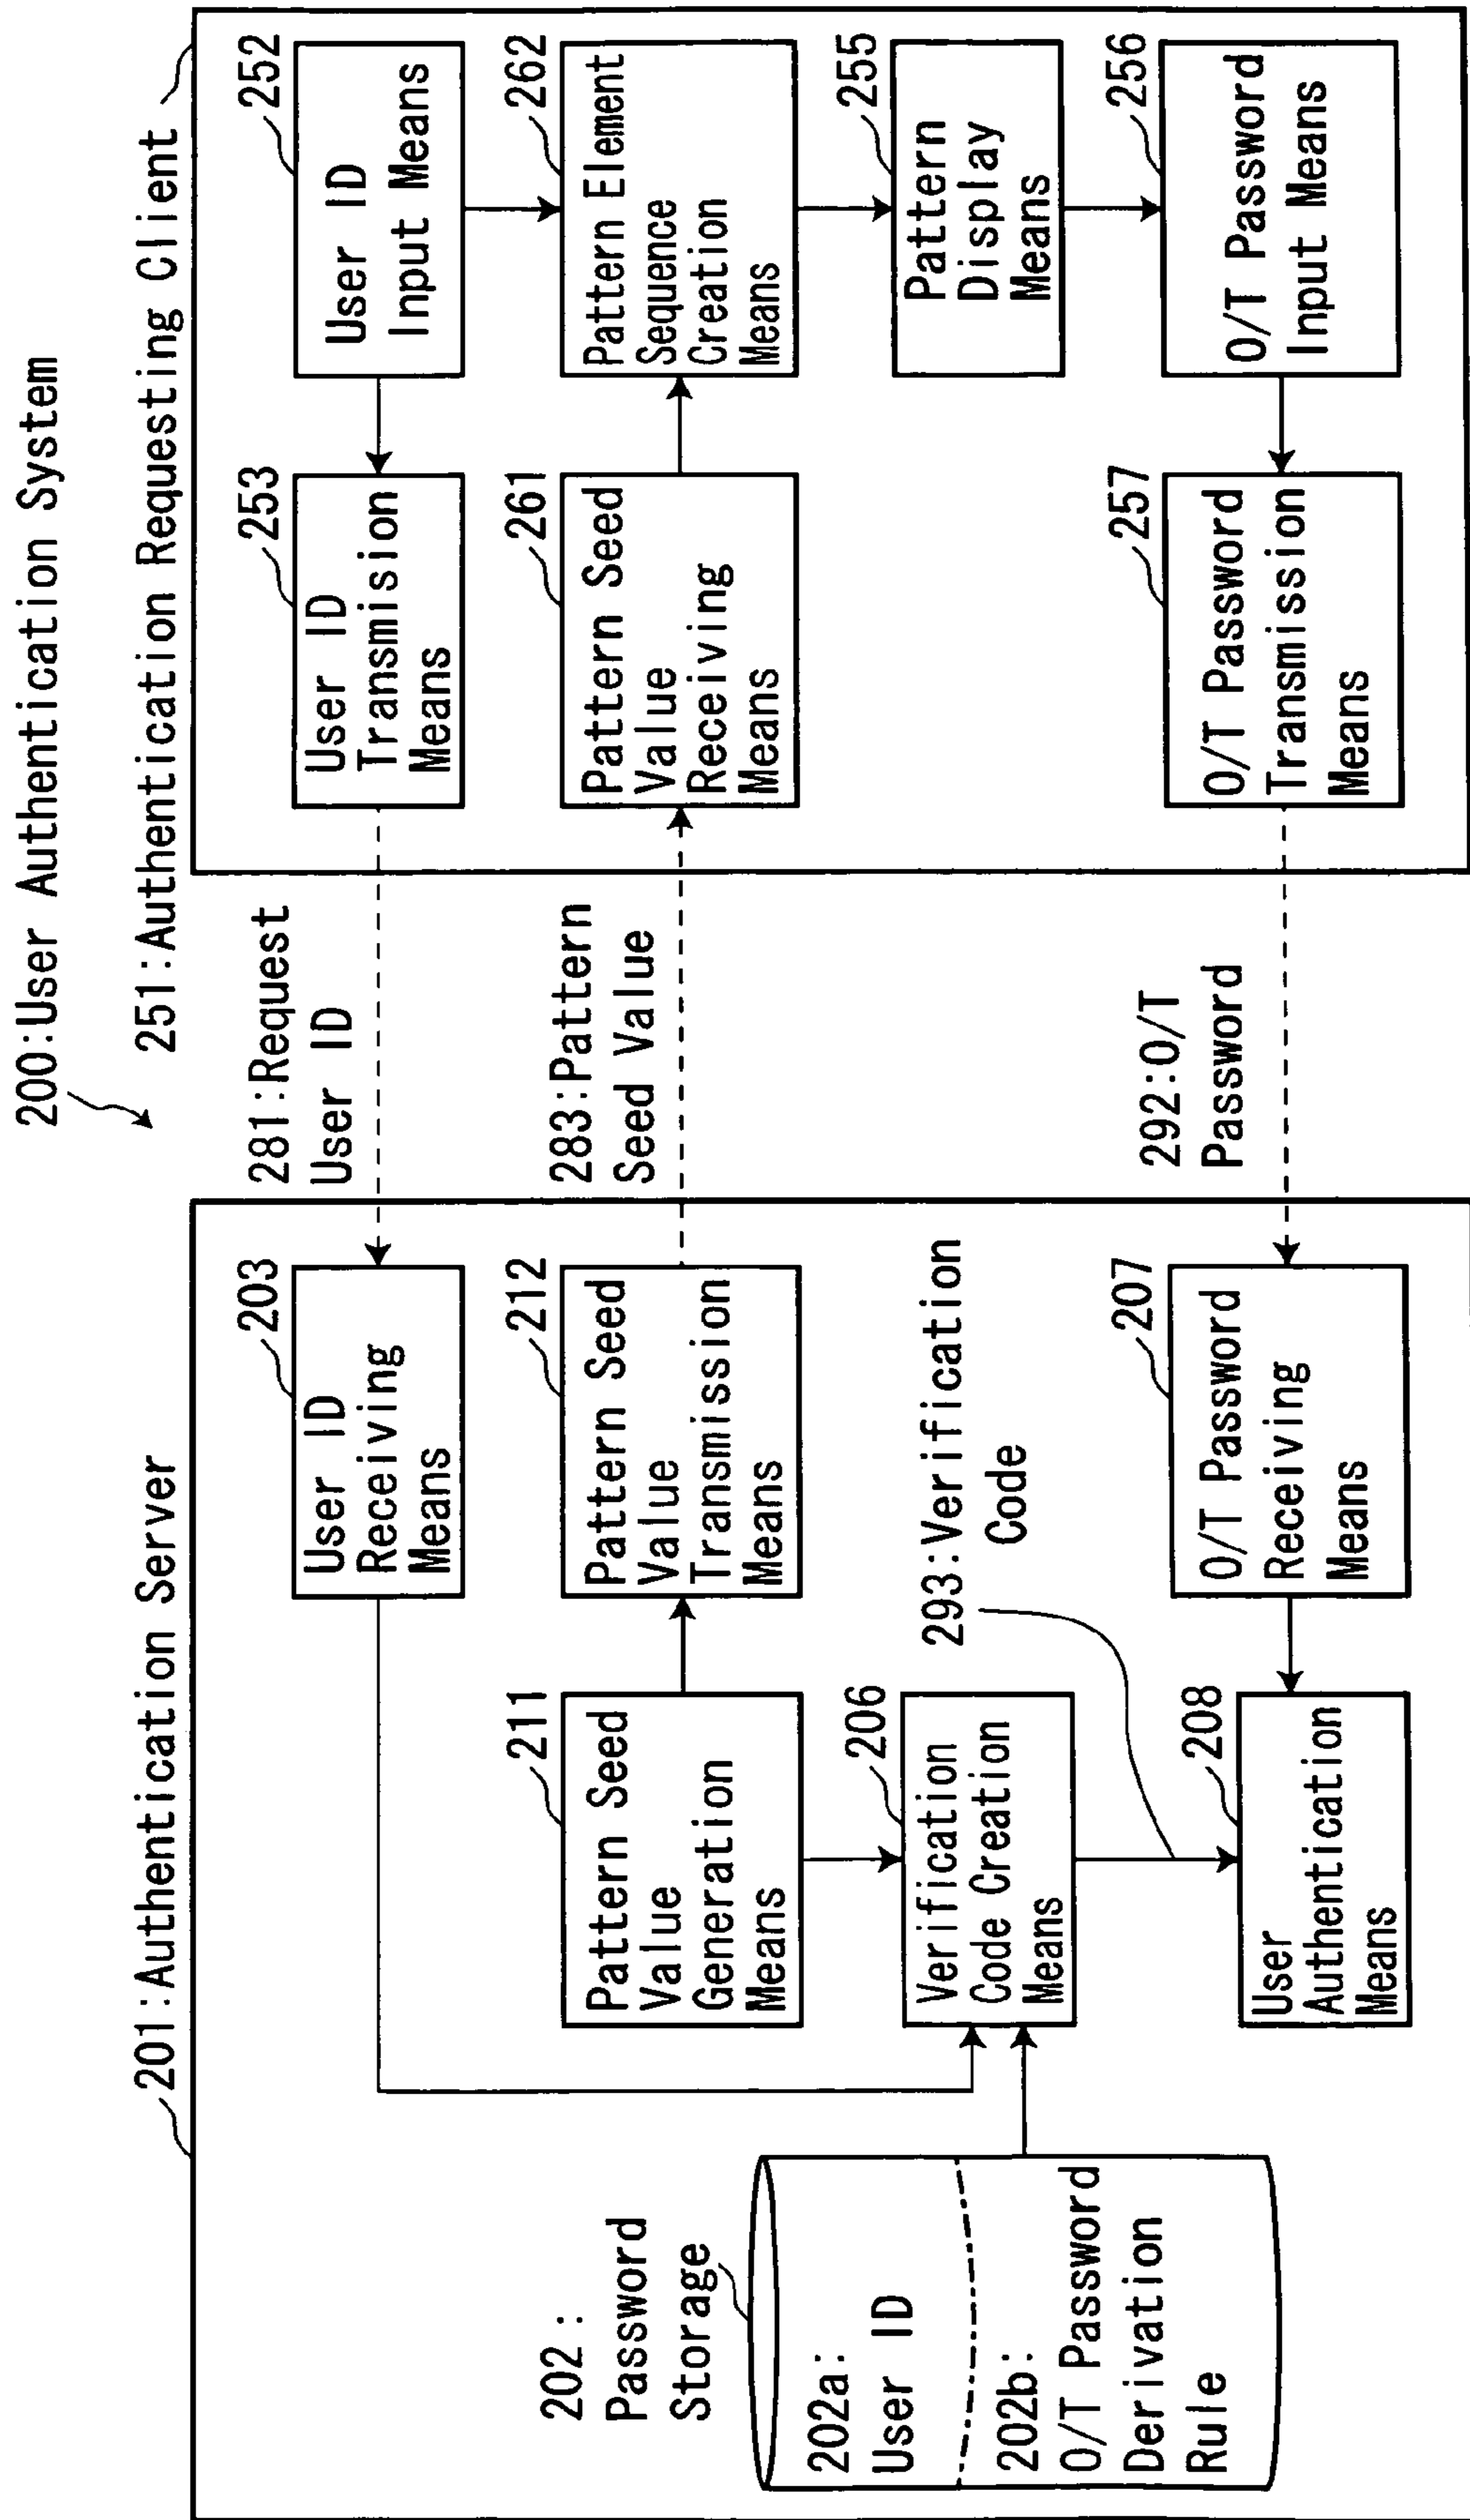 200:User Authentication System
201:Authentication Server
251:Authentication Requesting Client
203
User ID
Receiving
Means
281:Request
User ID
253
User ID
Transmision
Means
252
User ID
Input Means
211
Pattern Seed
Value
Generation
Means
212
Pattern Seed
Value
Transmission
Means
283:Pattern
Seed Value
261
Pattern Seed
Value
Receiving
Means
262
Pattern Element
Sequence
Creation
Means
202:
Password
Storage
202a:
User ID
202b:
O/T Password
Derivation
Rule
206
Verification
Code Creation
Means
293:Verification
Code
255
Pattern
Display
Means
208
User
Authentication
Means
207
O/T Password
Receiving
Means
292:O/T
Password
257
O/T Password
Transmission
Means
256
O/T Password
Input Means